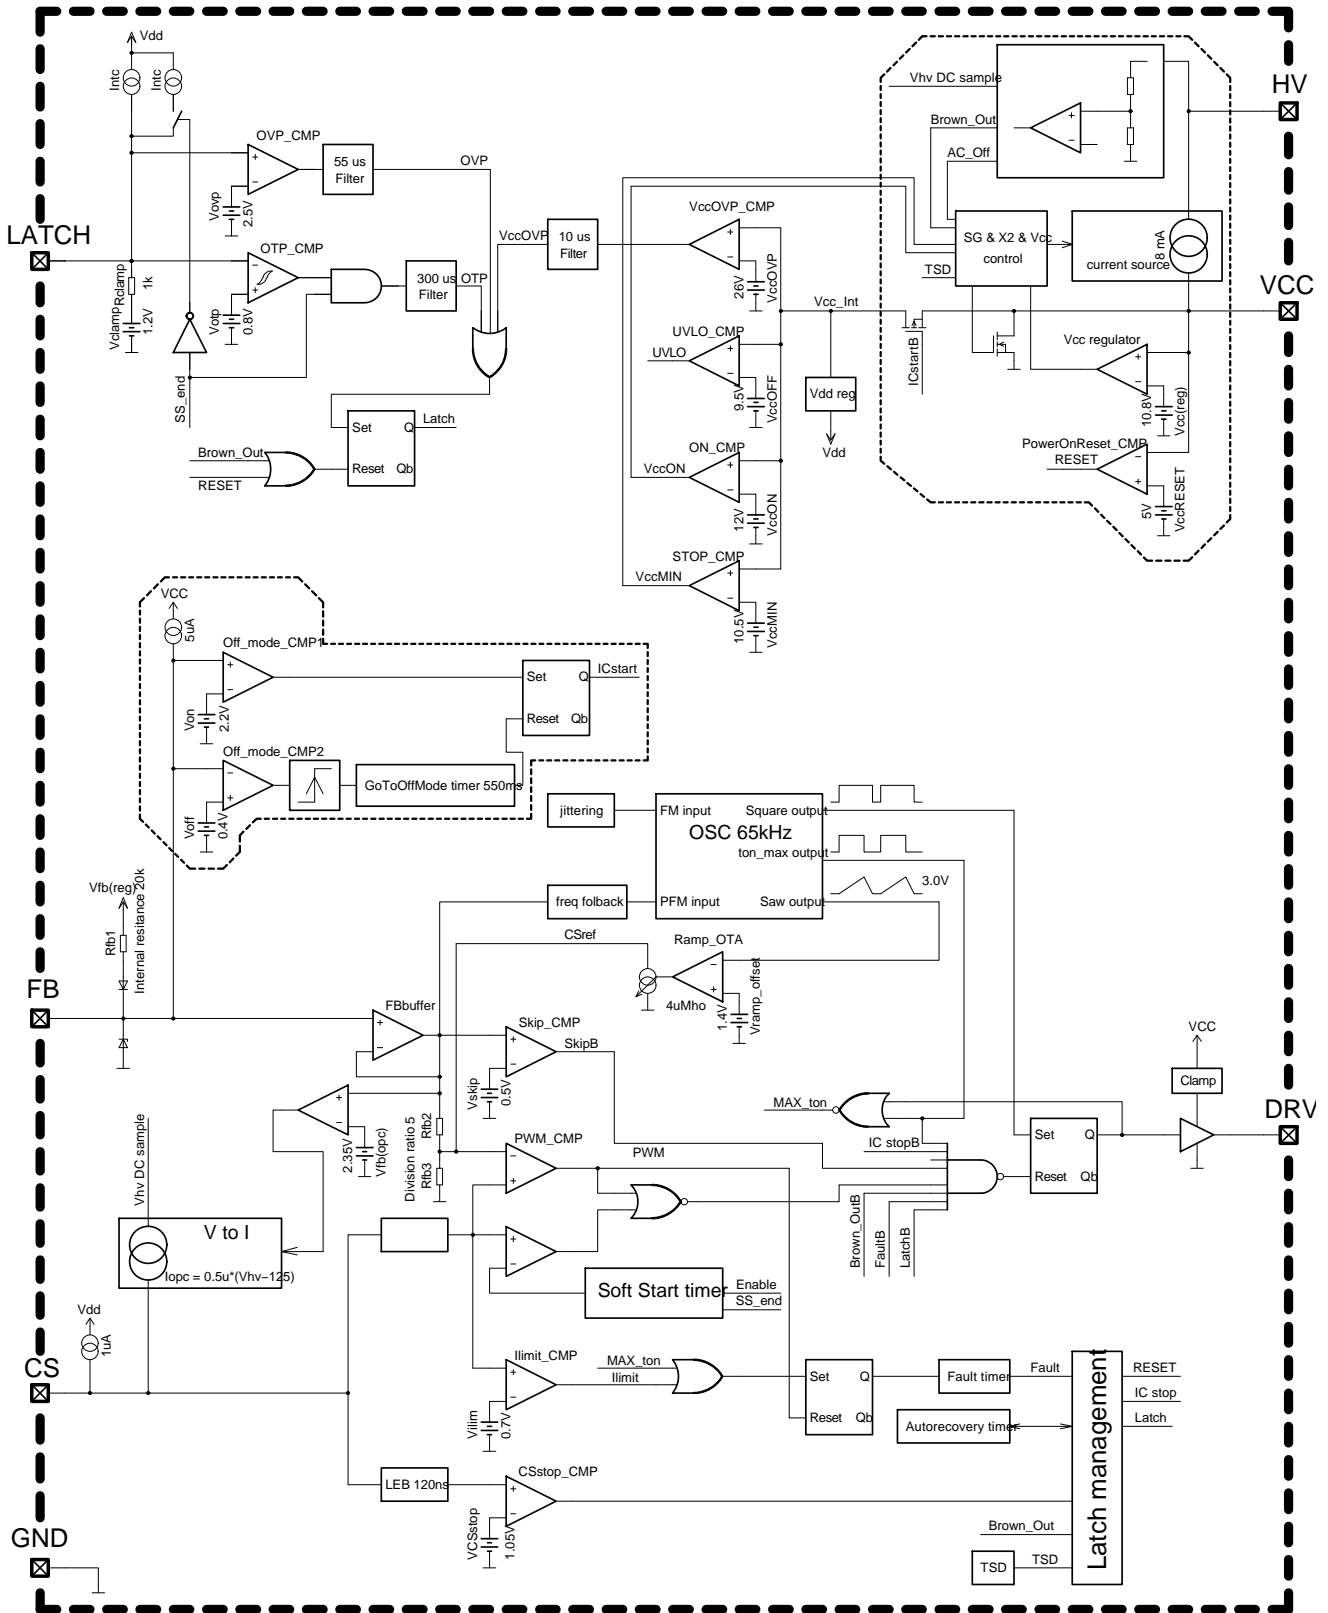 Vdd
Intc
Intc
OVP_CMP
55 us
Filter
OVP
Vovp
2.5V
LATCH
OTP_CMP
300 us
Filter
OTP
Rclamp
1k
Vclamp
1.2V
Votp
0.8V
SS_end
Set
Q
Latch
Reset
Qb
Brown_Out
RESET
VccOVP
10 us
Filter
VccOVP_CMP
26V
VccOVP
Vcc_Int
UVLO_CMP
UVLO
9.5V
VccOFF
Vdd reg
Vdd
ON_CMP
VccON
12V
VccON
STOP_CMP
VccMIN
10.5V
VccMIN
Vhv DC sample
Brown_Out
AC_Off
SG & X2 & Vcc
control
TSD
8 mA
current source
HV
VCC
ICstartB
Vcc regulator
10.8V
Vcc(reg)
PowerOnReset_CMP
RESET
5V
VccRESET
VCC
5uA
Off_mode_CMP1
Von
2.2V
Set
Q
ICstart
Reset
Qb
Off_mode_CMP2
GoToOffMode timer 550ms
Voff
0.4V
jittering
FM input
Square output
OSC 65kHz
ton_max output
PFM input
Saw output
3.0V
freq folback
Vfb(reg)
Rfb1
Internal resitance 20k
FB
CSref
Ramp_OTA
4uMho
1.4V
Vramp_offset
FBbuffer
Skip_CMP
SkipB
Vskip
0.5V
2.35V
Vfb(opc)
Division ratio 5
Rfb2
Rfb3
PWM_CMP
PWM
MAX_ton
IC stopB
Brown_OutB
FaultB
LatchB
Set
Q
Reset
Qb
VCC
Clamp
DRV
Vhv DC sample
V to I
Iopc = 0.5u*(Vhv−125)
Soft Start timer
Enable
SS_end
Vdd
1uA
CS
Ilimit_CMP
MAX_ton
Ilimit
Vilim
0.7V
Set
Q
Reset
Qb
Fault timer
Fault
Autorecovery timer
Latch management
RESET
IC stop
Latch
LEB 120ns
CSstop_CMP
VCSstop
1.05V
Brown_Out
TSD
TSD
GND